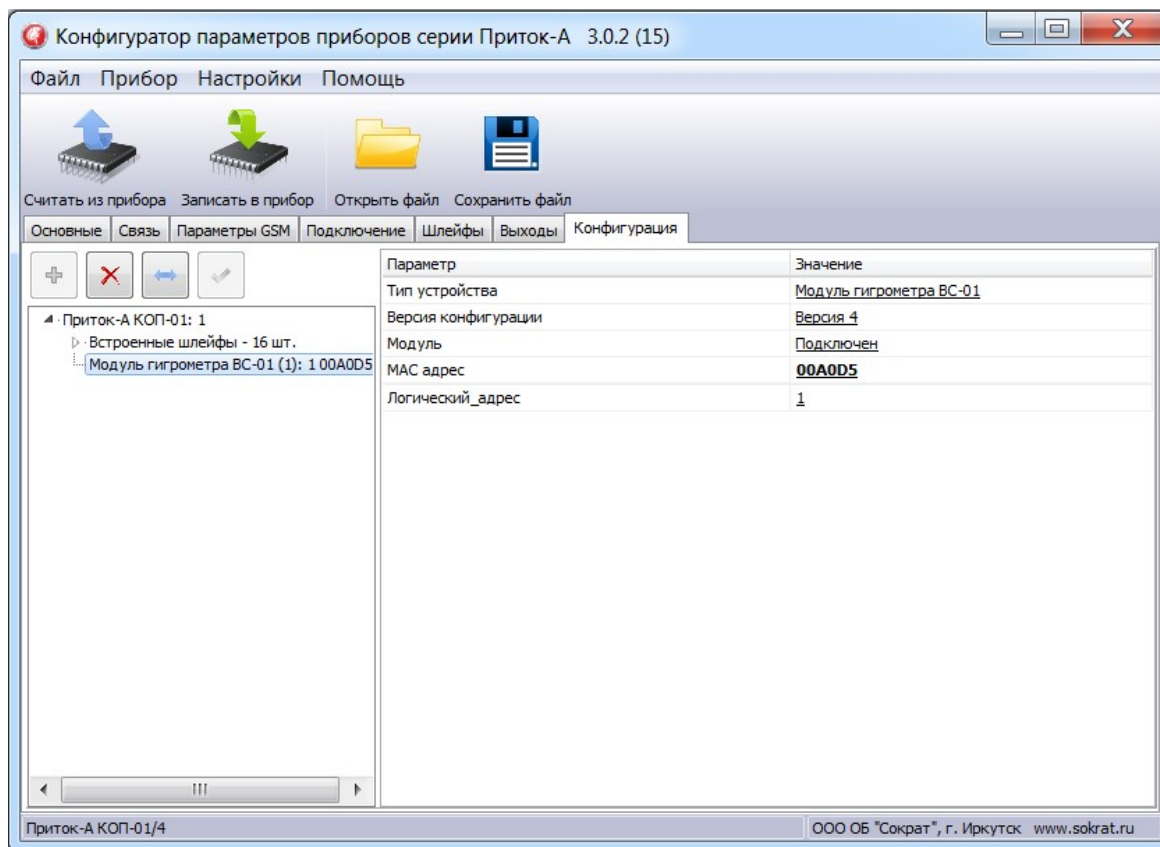 Конфигуратор параметров приборов серии Приток-А 3.0.2 (15)
Файл Прибор Настройки Помощь
Считать из прибора Записать в прибор Открыть файл Сохранить файл
Основные Связь Параметры GSM Подключение Шлейфы Выходы Конфигурация
Параметр Значение
Тип устройства Модуль гигрометра ВС-01
Версия конфигурации Версия 4
Модуль Подключен
MAC адрес 00A0D5
Логический_адрес 1
Приток-А КОП-01: 1
Встроенные шлейфы - 16 шт.
Модуль гигрометра ВС-01 (1): 1 00A0D5
Приток-А КОП-01/4 ООО ОБ "Сократ", г. Иркутск www.sokrat.ru